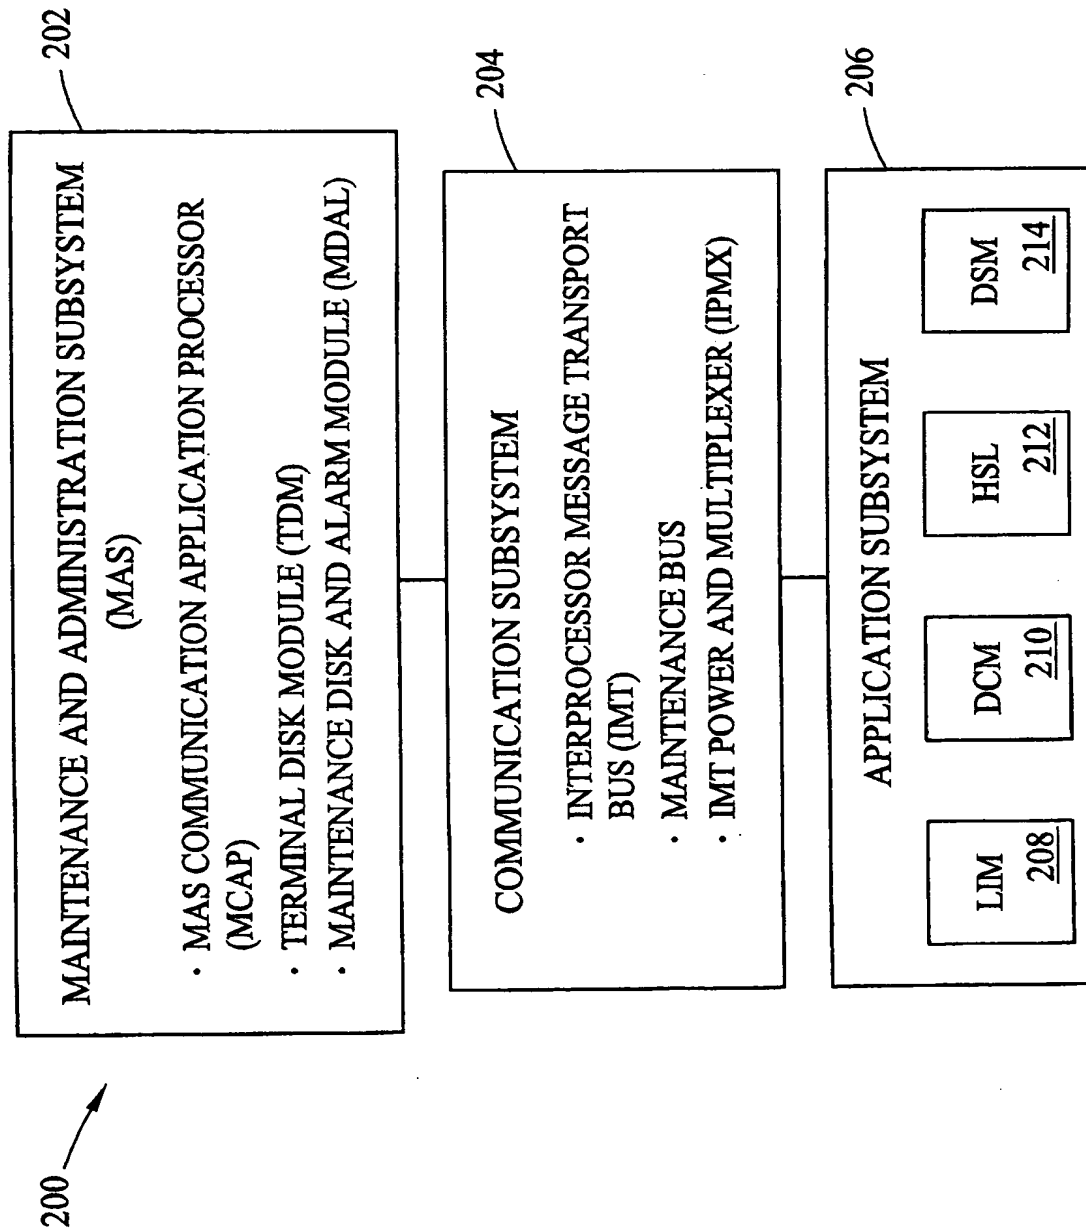 200
202
MAINTENANCE AND ADMINISTRATION SUBSYSTEM
(MAS)
· MAS COMMUNICATION APPLICATION PROCESSOR
(MCAP)
· TERMINAL DISK MODULE (TDM)
· MAINTENANCE DISK AND ALARM MODULE (MDAL)
204
COMMUNICATION SUBSYSTEM
· INTERPROCESSOR MESSAGE TRANSPORT
BUS (IMT)
· MAINTENANCE BUS
· IMT POWER AND MULTIPLEXER (IPMX)
206
APPLICATION SUBSYSTEM
LIM
208
DCM
210
HSL
212
DSM
214